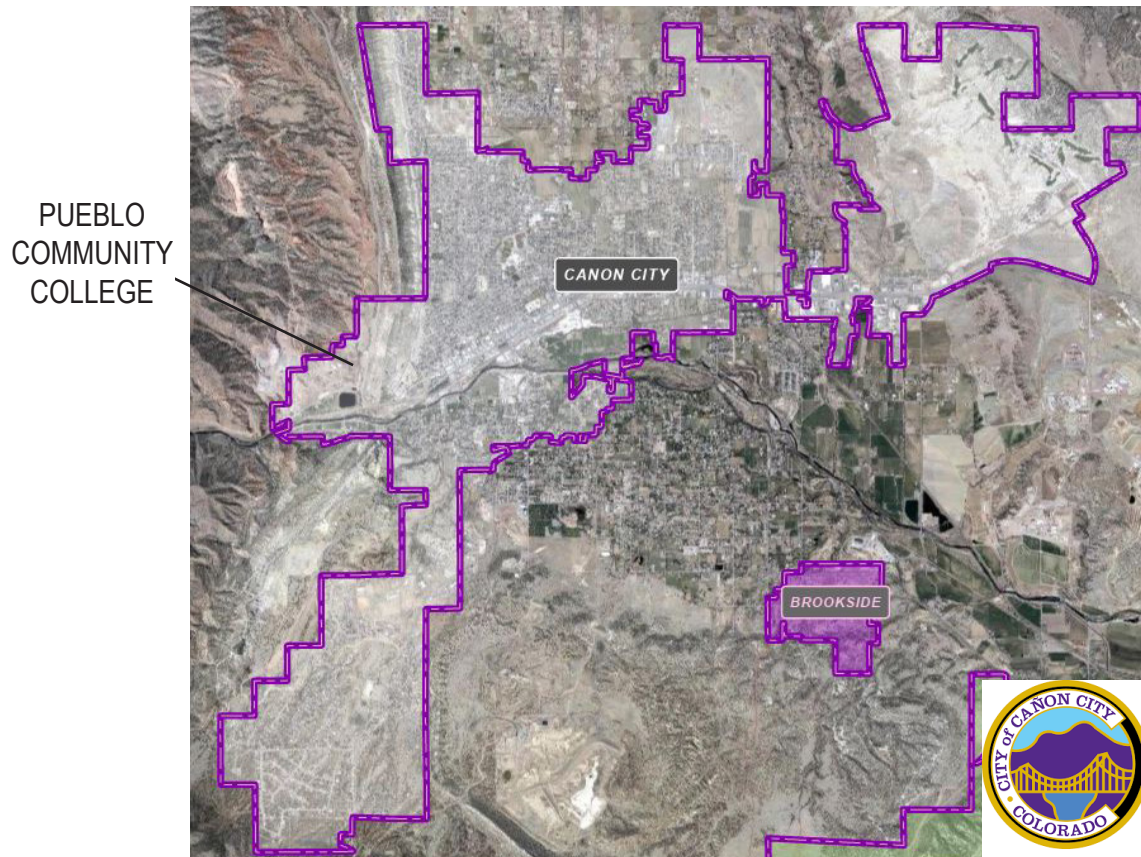 PUEBLO
COMMUNITY
COLLEGE
CANON CITY
BROOKSIDE
CITY of CAÑON CITY
COLORADO